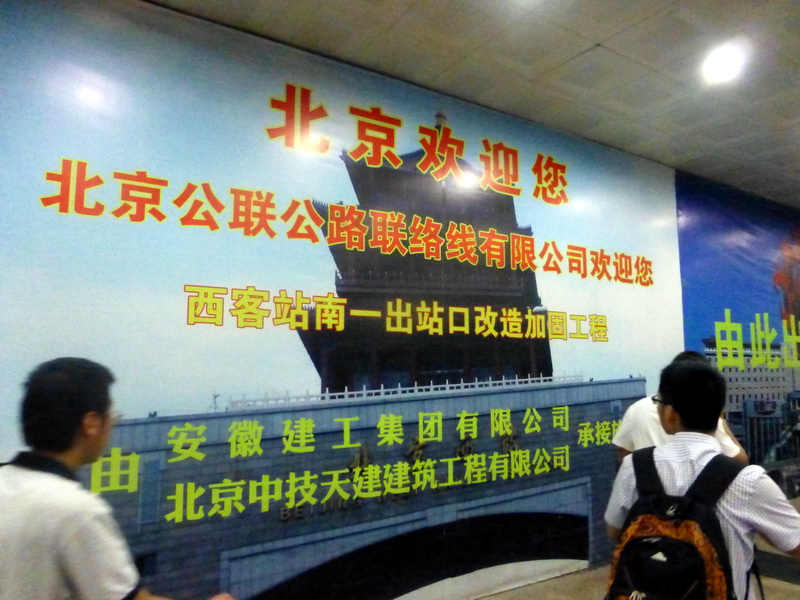 北京欢迎您
北京公联公路联络线有限公司欢迎您
西客站南一出站口改造加固工程
由 安徽建工集团有限公司
北京中技天建建筑工程有限公司 承接
由此出